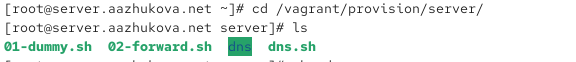 [root@server.aazhukova.net ~]# cd /vagrant/provision/server/
[root@server.aazhukova.net server]# ls
01-dummy.sh 02-forward.sh dns dns.sh